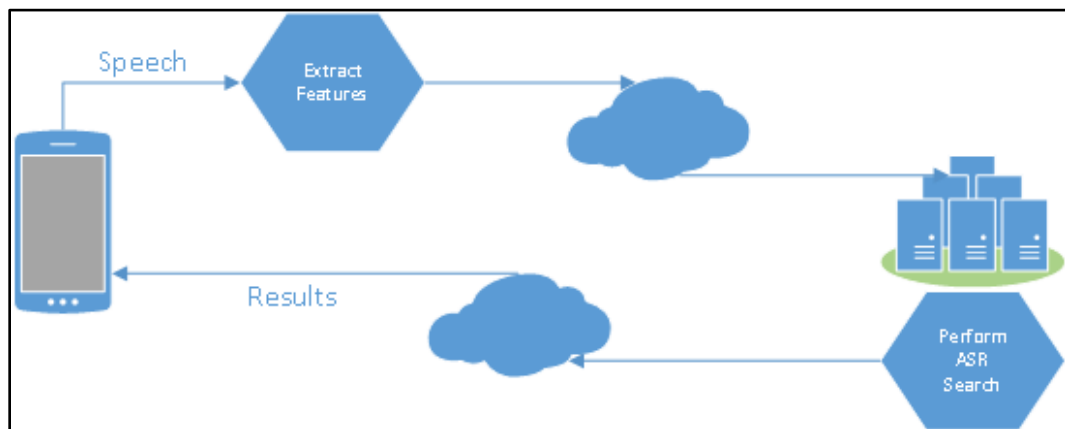 Speech
Extract
Features
Results
Perform
ASR
Search